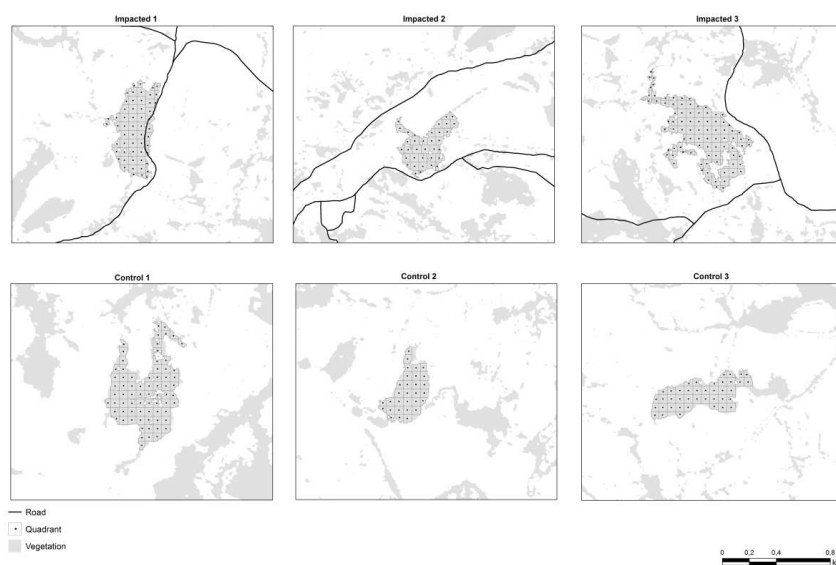 Impacted 1
Impacted 2
Impacted 3
Control 1
Control 2
Control 3
Road
Quadrant
Vegetation
0 0,2 0,4 0,8